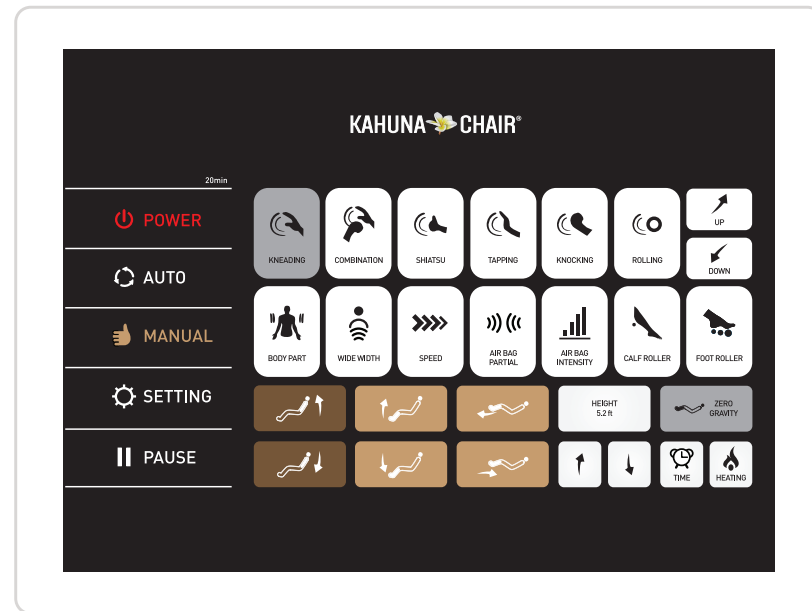 KAHUNA CHAIR®
20min
POWER
AUTO
MANUAL
SETTING
PAUSE
KNEADING
COMBINATION
SHIATSU
TAPPING
KNOCKING
ROLLING
UP
DOWN
BODY PART
WIDE WIDTH
SPEED
AIR BAG
PARTIAL
AIR BAG
INTENSITY
CALF ROLLER
FOOT ROLLER
HEIGHT
5.2 ft
ZERO
GRAVITY
TIME
HEATING